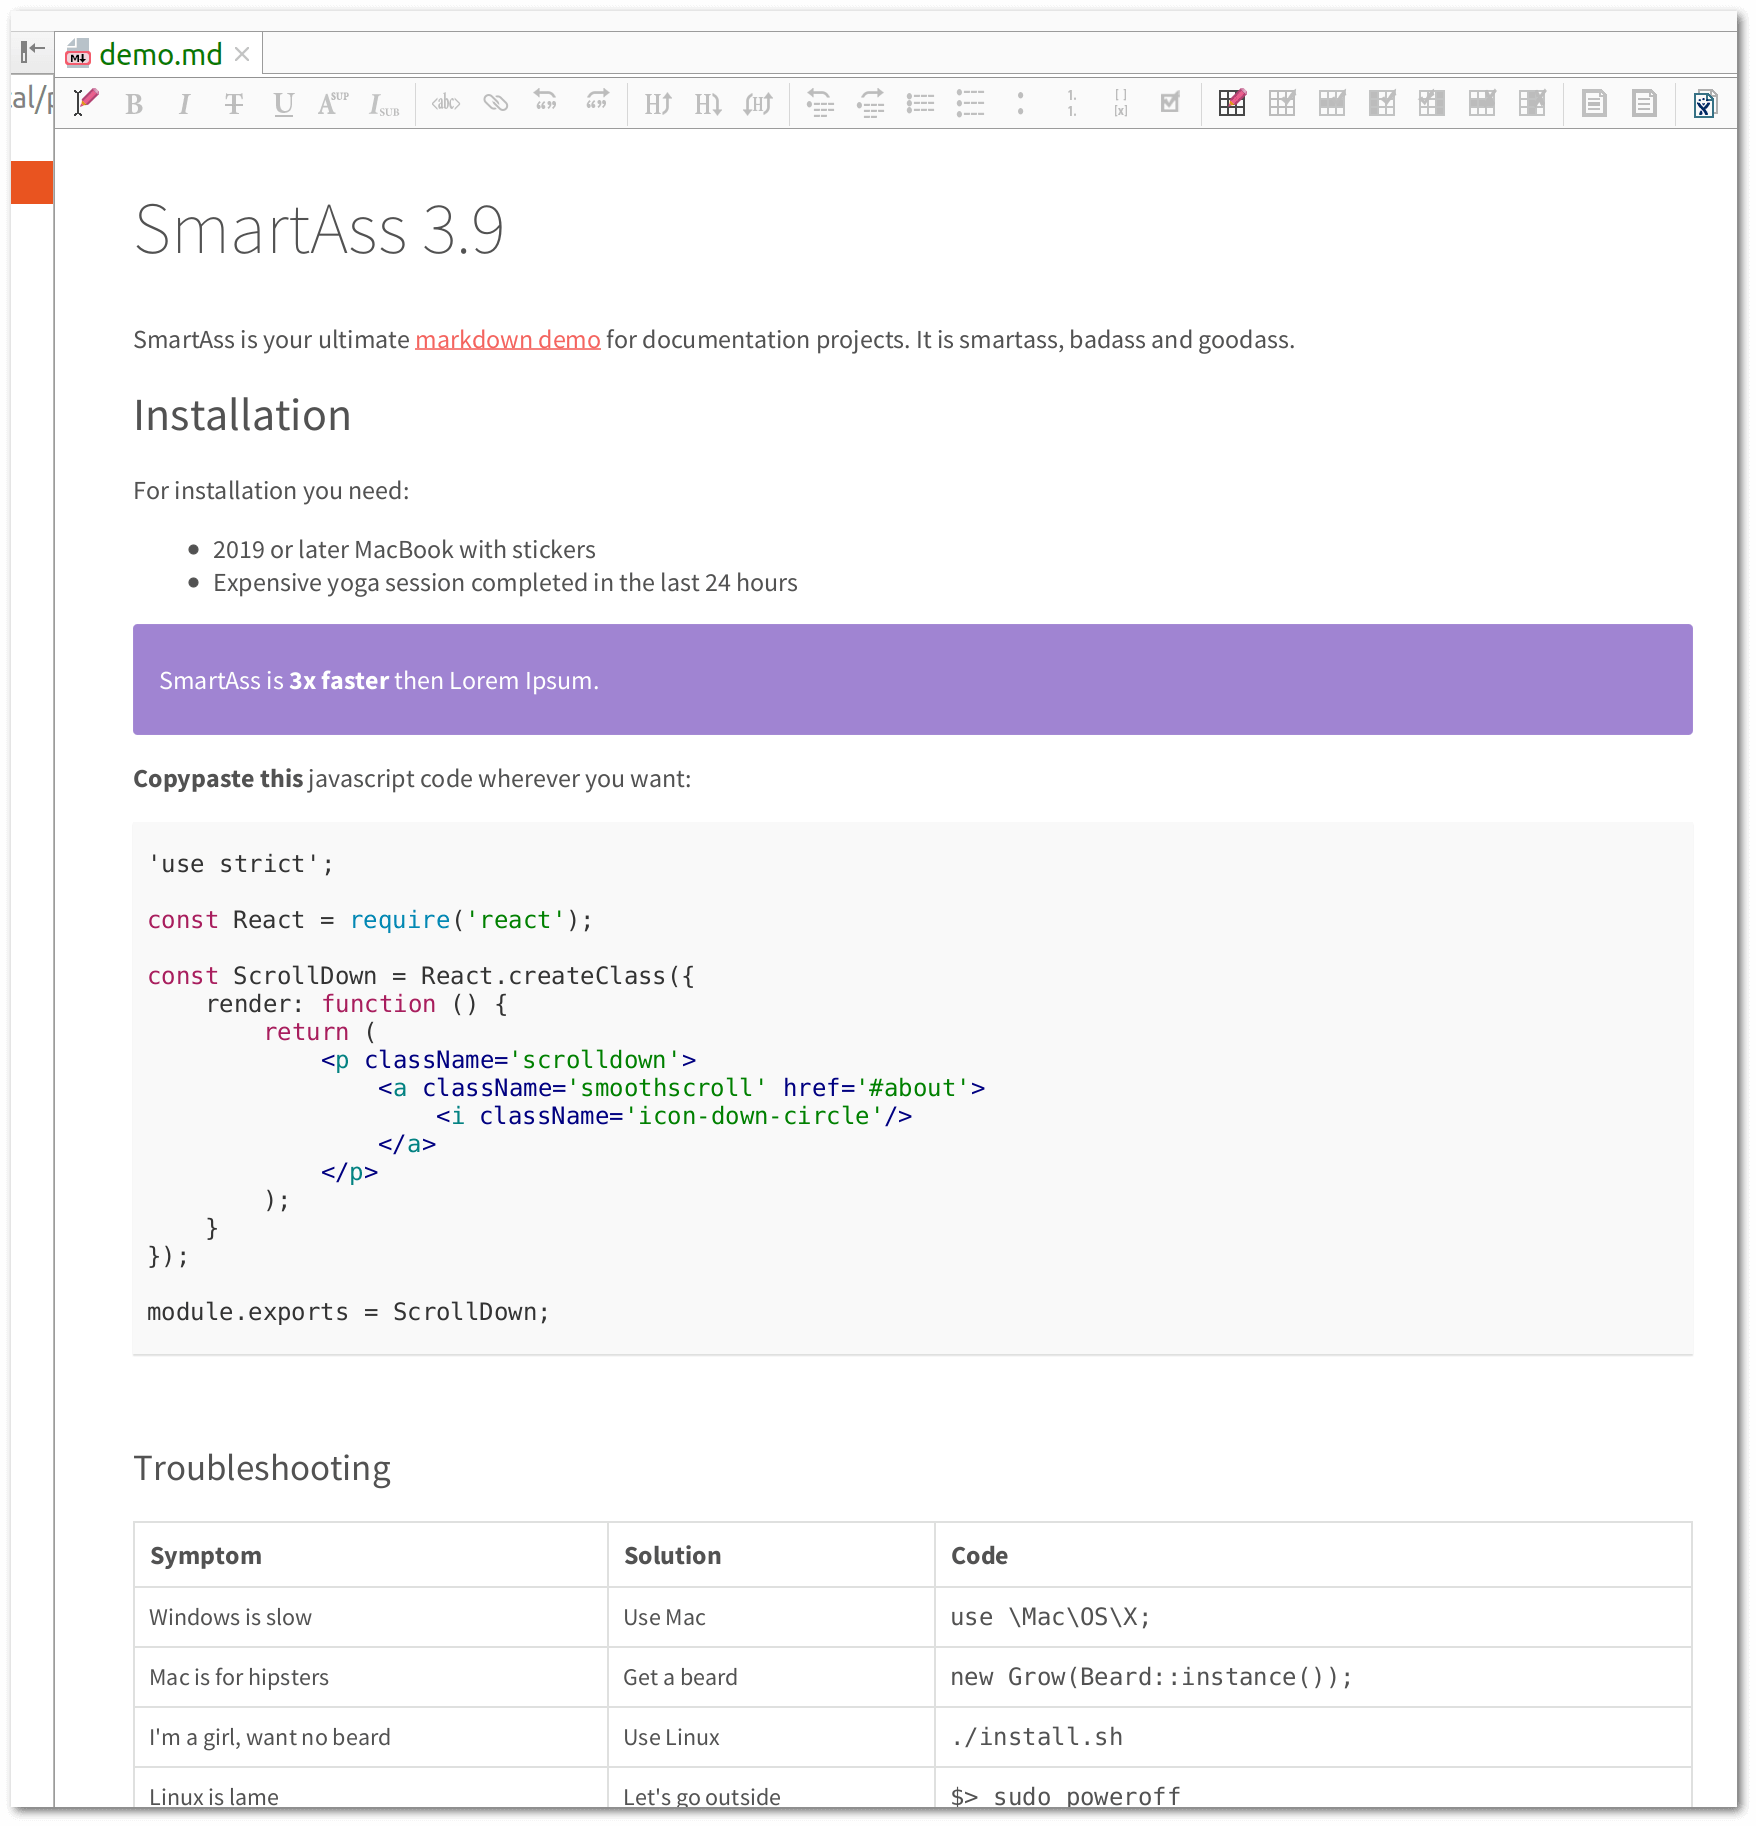 demo.md
al/p
B I T U A SUP I SUB <abc> H H H 1. 1. [ ] [x]
SmartAss 3.9
SmartAss is your ultimate markdown demo for documentation projects. It is smartass, badass and goodass.
Installation
For installation you need:
• 2019 or later MacBook with stickers
• Expensive yoga session completed in the last 24 hours
SmartAss is 3x faster then Lorem Ipsum.
Copypaste this javascript code wherever you want:
'use strict';
const React = require('react');
const ScrollDown = React.createClass({
    render: function () {
        return (
            <p className='scrolldown'>
                <a className='smoothscroll' href='#about'>
                    <i className='icon-down-circle'/>
                </a>
            </p>
        );
    }
});
module.exports = ScrollDown;
Troubleshooting
Symptom Solution Code
Windows is slow Use Mac use \Mac\OS\X;
Mac is for hipsters Get a beard new Grow(Beard::instance());
I'm a girl, want no beard Use Linux ./install.sh
Linux is lame Let's go outside $> sudo poweroff